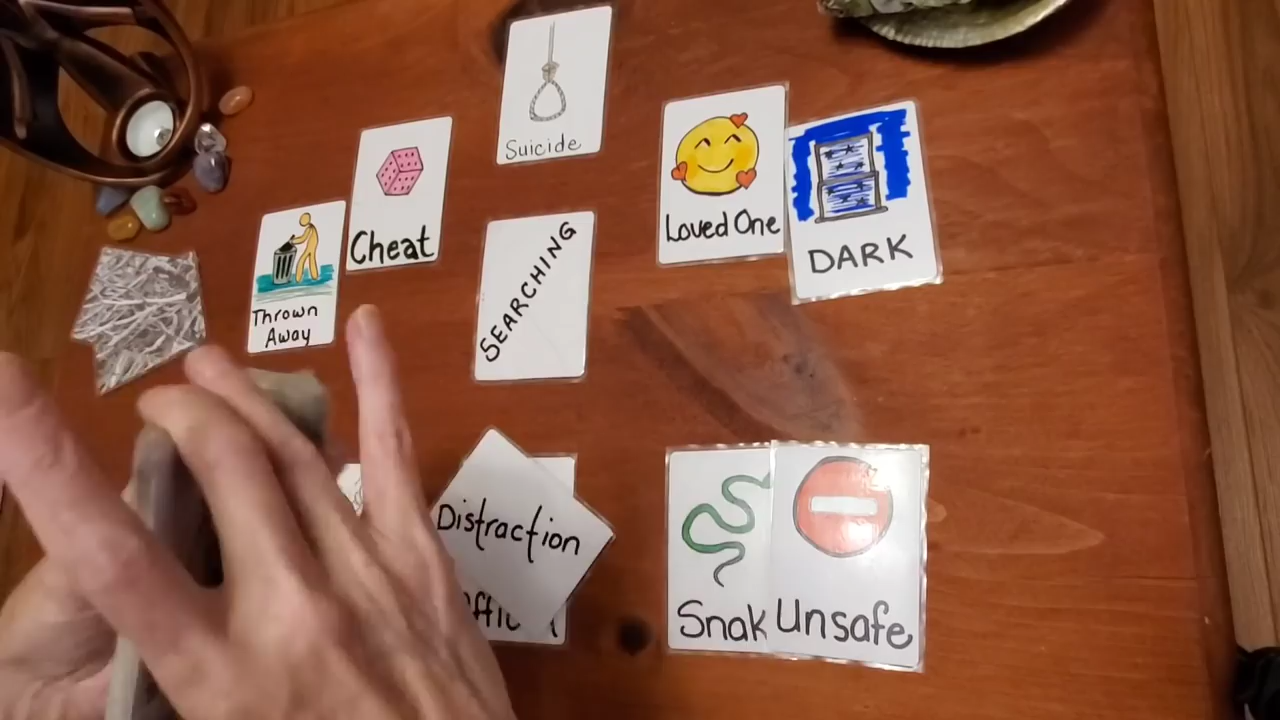 Suicide
Cheat
Loved One
DARK
Thrown
Away
SEARCHING
Distraction
Snak
Unsafe